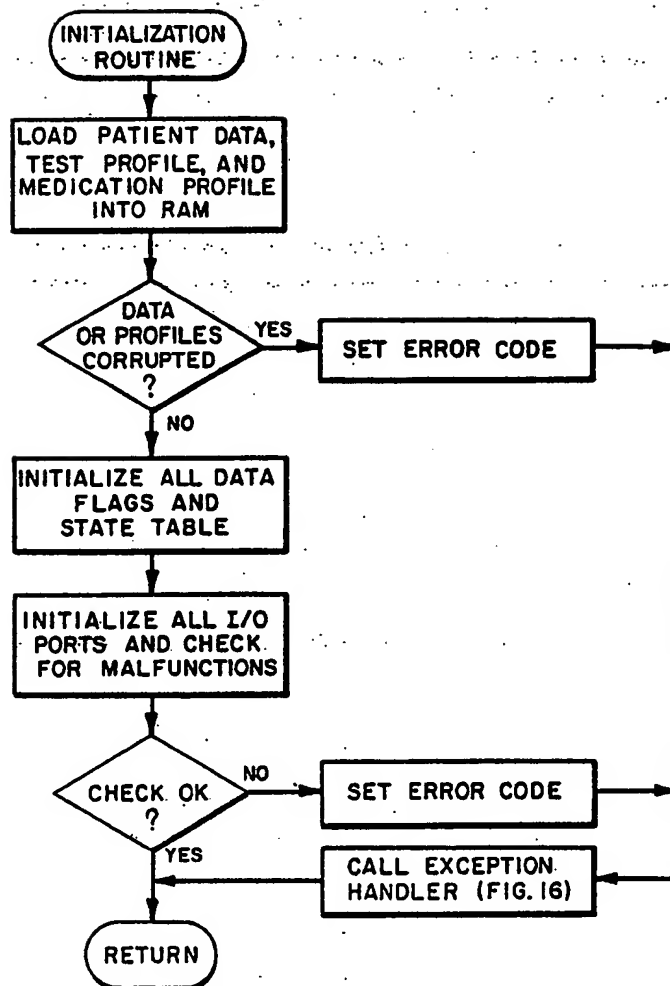 INITIALIZATION
ROUTINE
LOAD PATIENT DATA,
TEST PROFILE, AND
MEDICATION PROFILE
INTO RAM
DATA
OR PROFILES
CORRUPTED
?
YES
SET ERROR CODE
NO
INITIALIZE ALL DATA
FLAGS AND
STATE TABLE
INITIALIZE ALL I/O
PORTS AND CHECK
FOR MALFUNCTIONS
CHECK OK
?
NO
SET ERROR CODE
YES
CALL EXCEPTION
HANDLER (FIG. 16)
RETURN